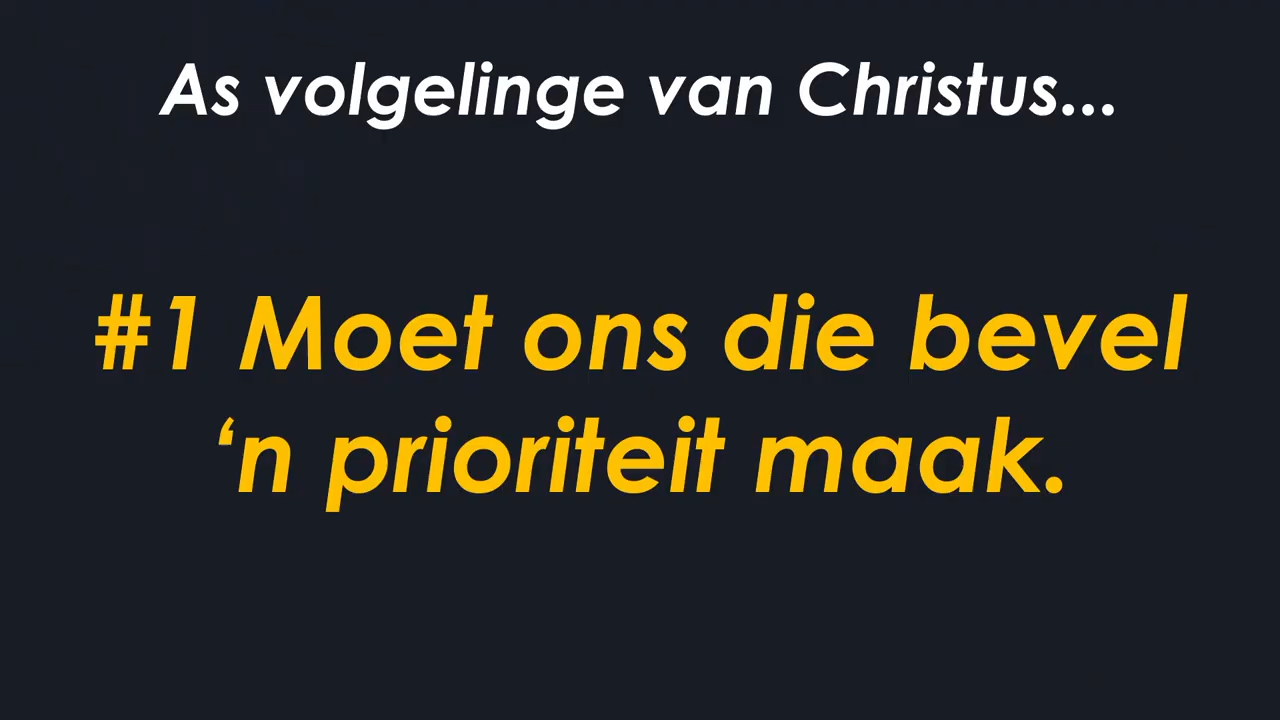 As volgelinge van Christus...
#1 Moet ons die bevel
‘n prioriteit maak.